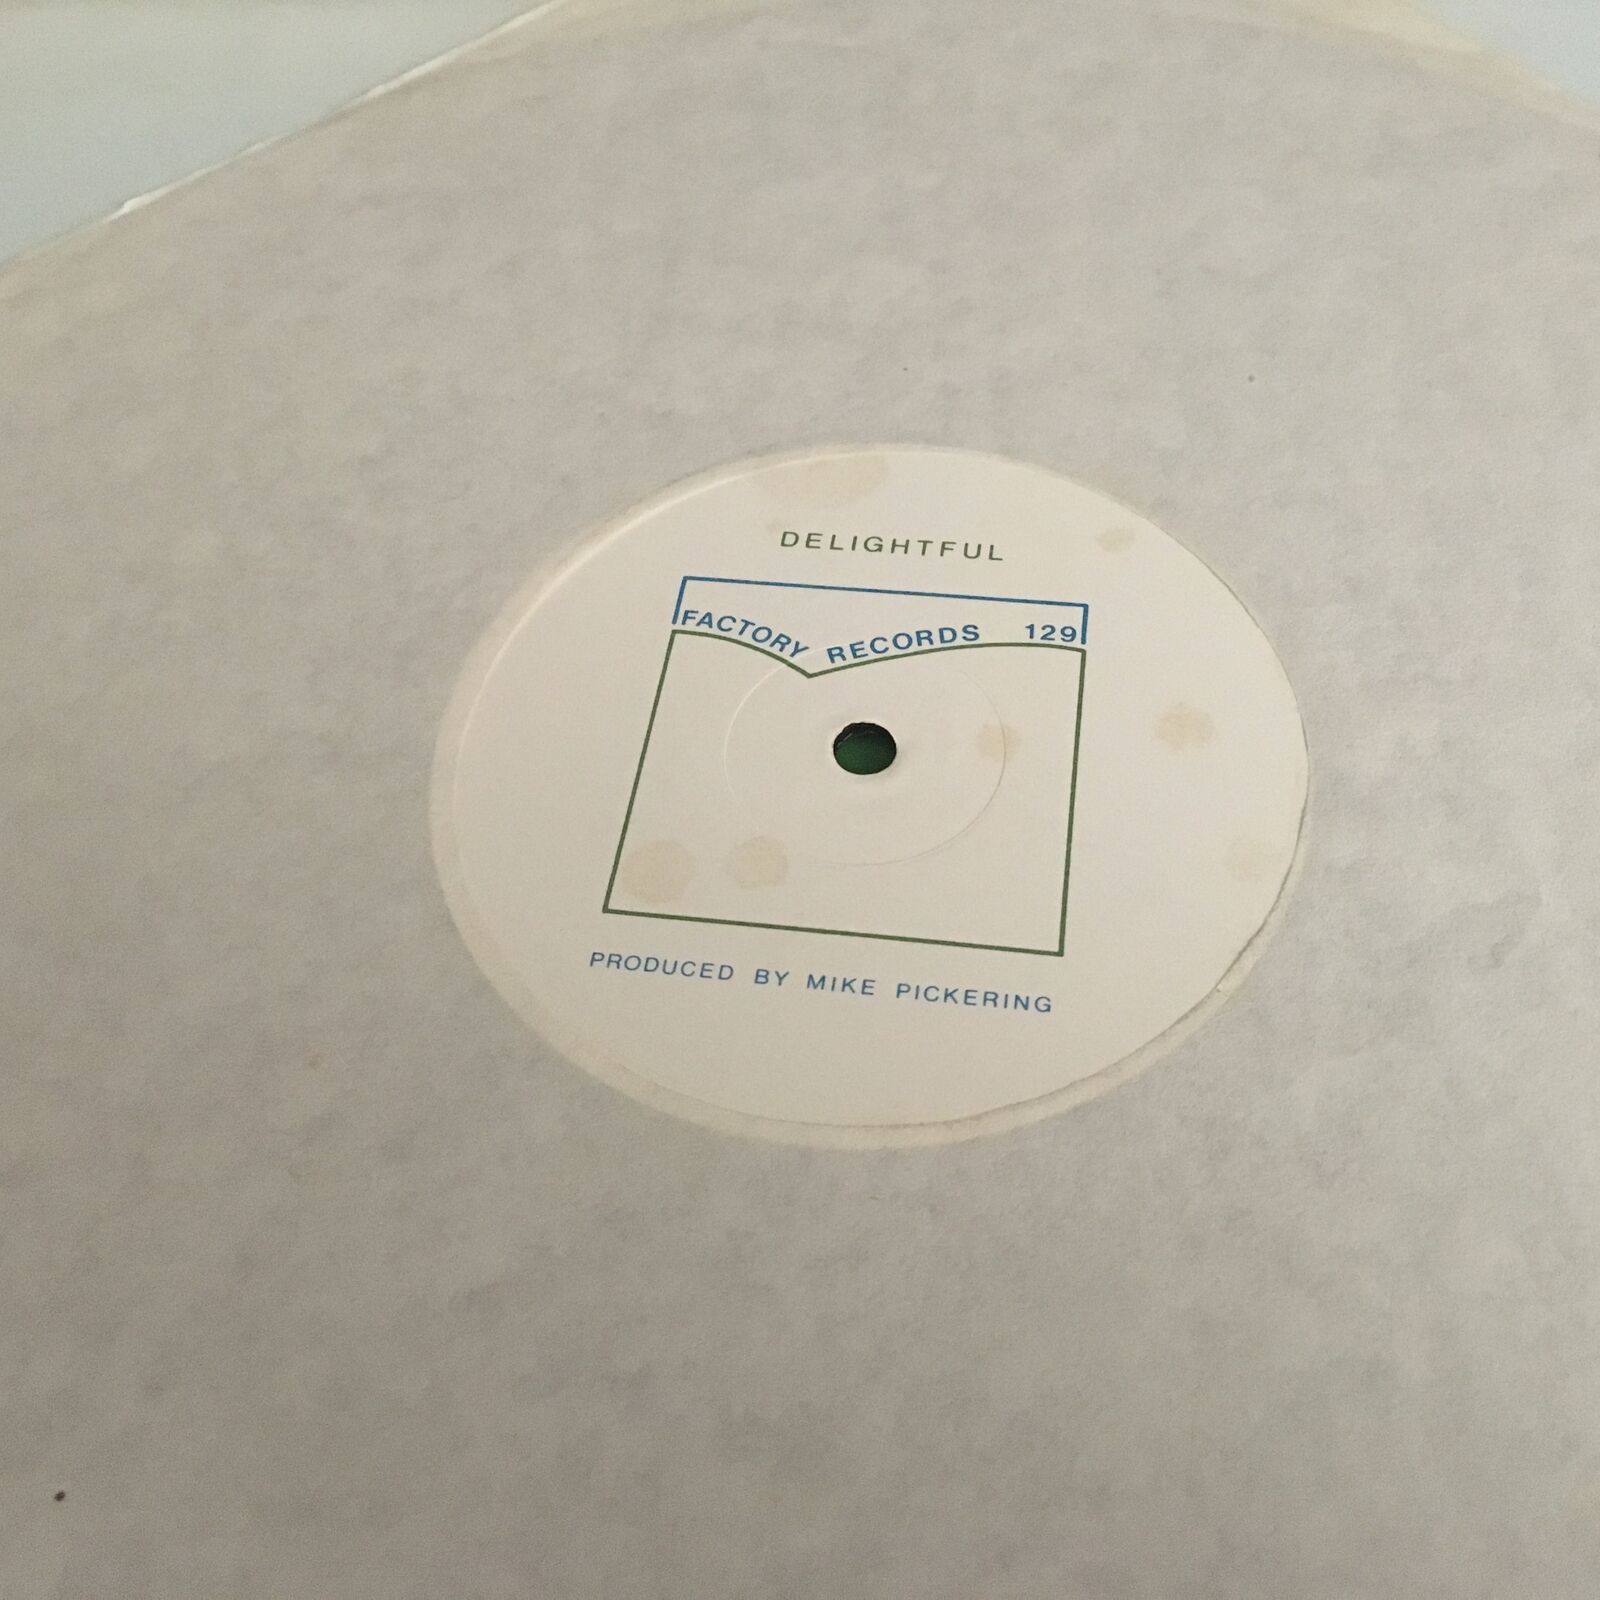 DELIGHTFUL
FACTORY RECORDS 129
PRODUCED BY MIKE PICKERING